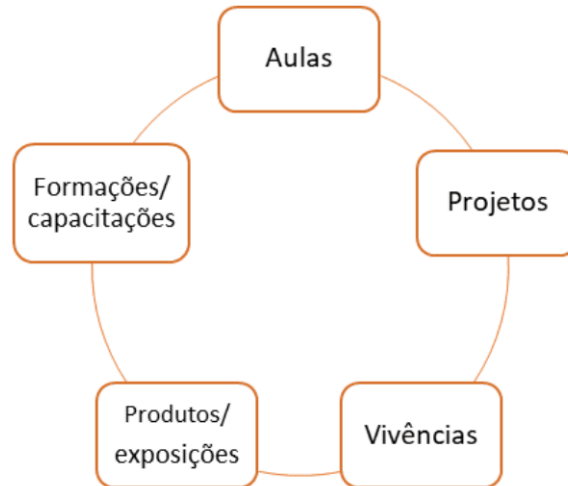 Aulas
Projetos
Vivências
Produtos/
exposições
Formações/
capacitações